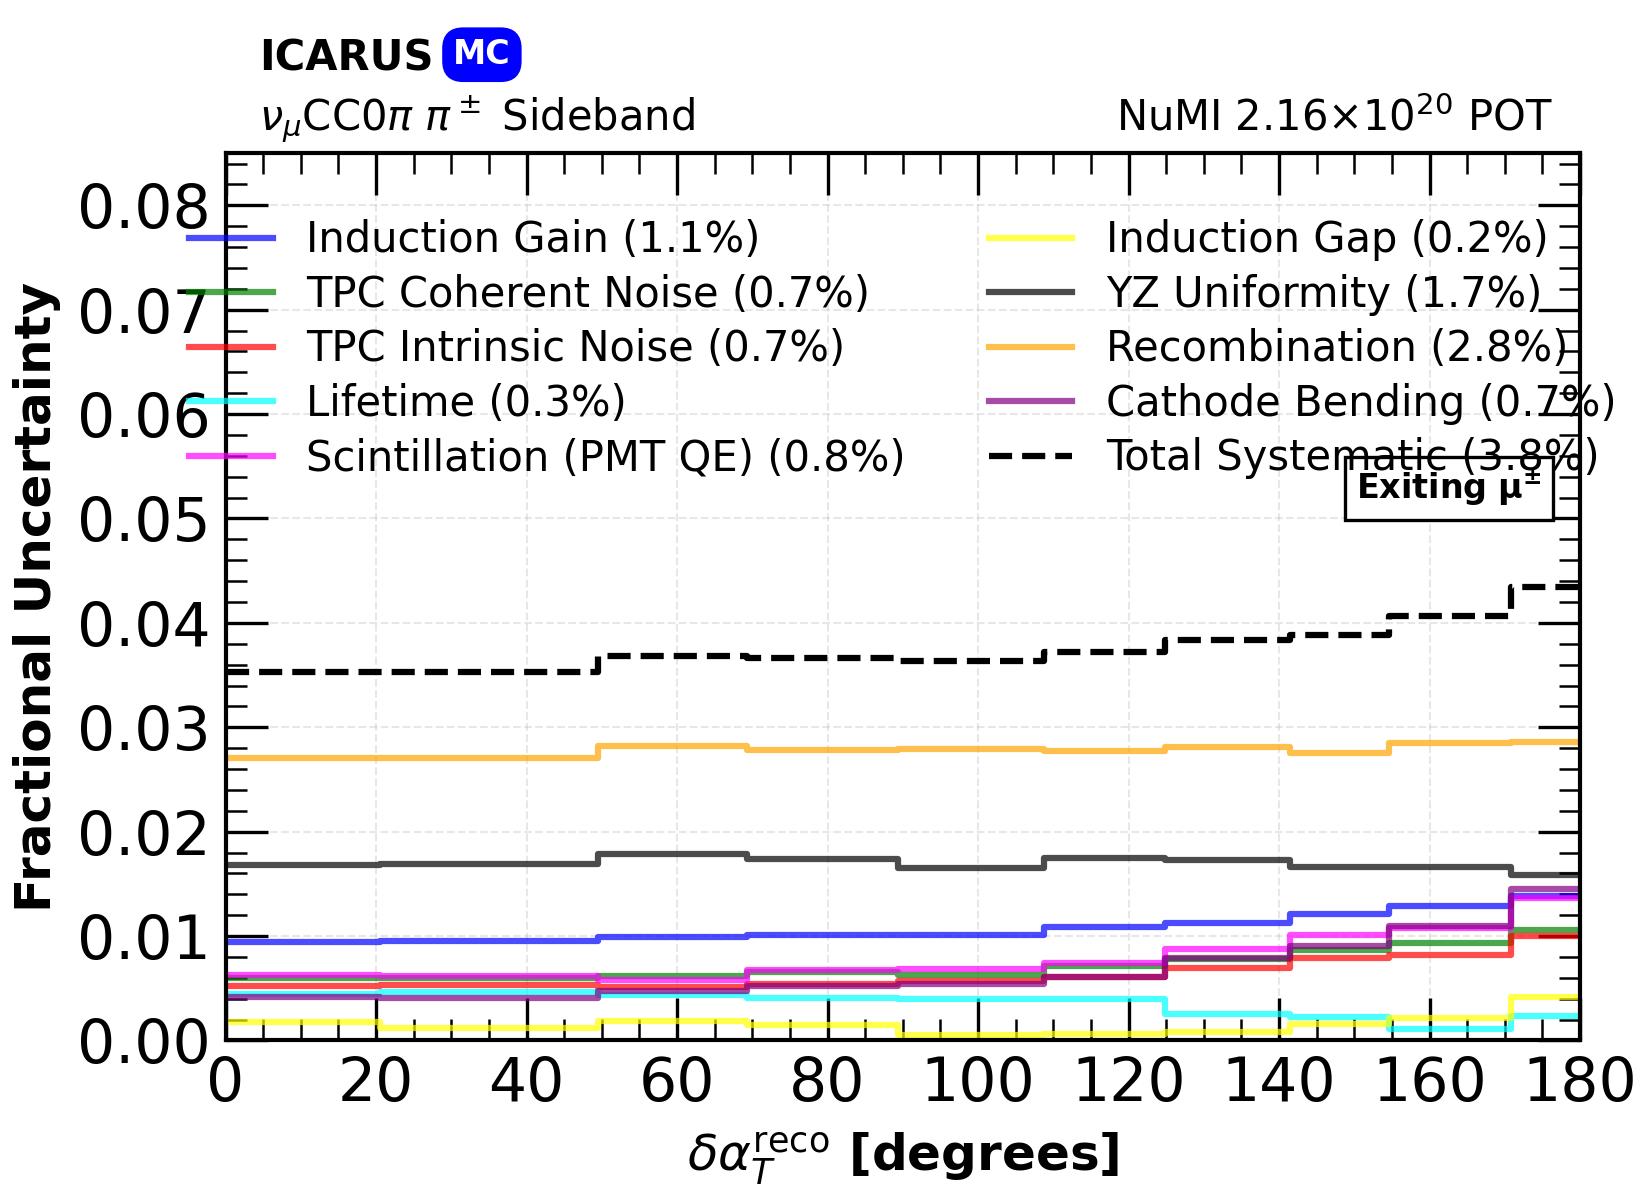 ICARUS MC
νμCC0π π± Sideband
NuMI 2.16×10²⁰ POT
Fractional Uncertainty
0.08
0.07
0.06
0.05
0.04
0.03
0.02
0.01
0.00
Induction Gain (1.1%)
TPC Coherent Noise (0.7%)
TPC Intrinsic Noise (0.7%)
Lifetime (0.3%)
Scintillation (PMT QE) (0.8%)
Induction Gap (0.2%)
YZ Uniformity (1.7%)
Recombination (2.8%)
Cathode Bending (0.7%)
Total Systematic (3.8%)
Exiting μ±
0 20 40 60 80 100 120 140 160 180
δα_T^reco [degrees]